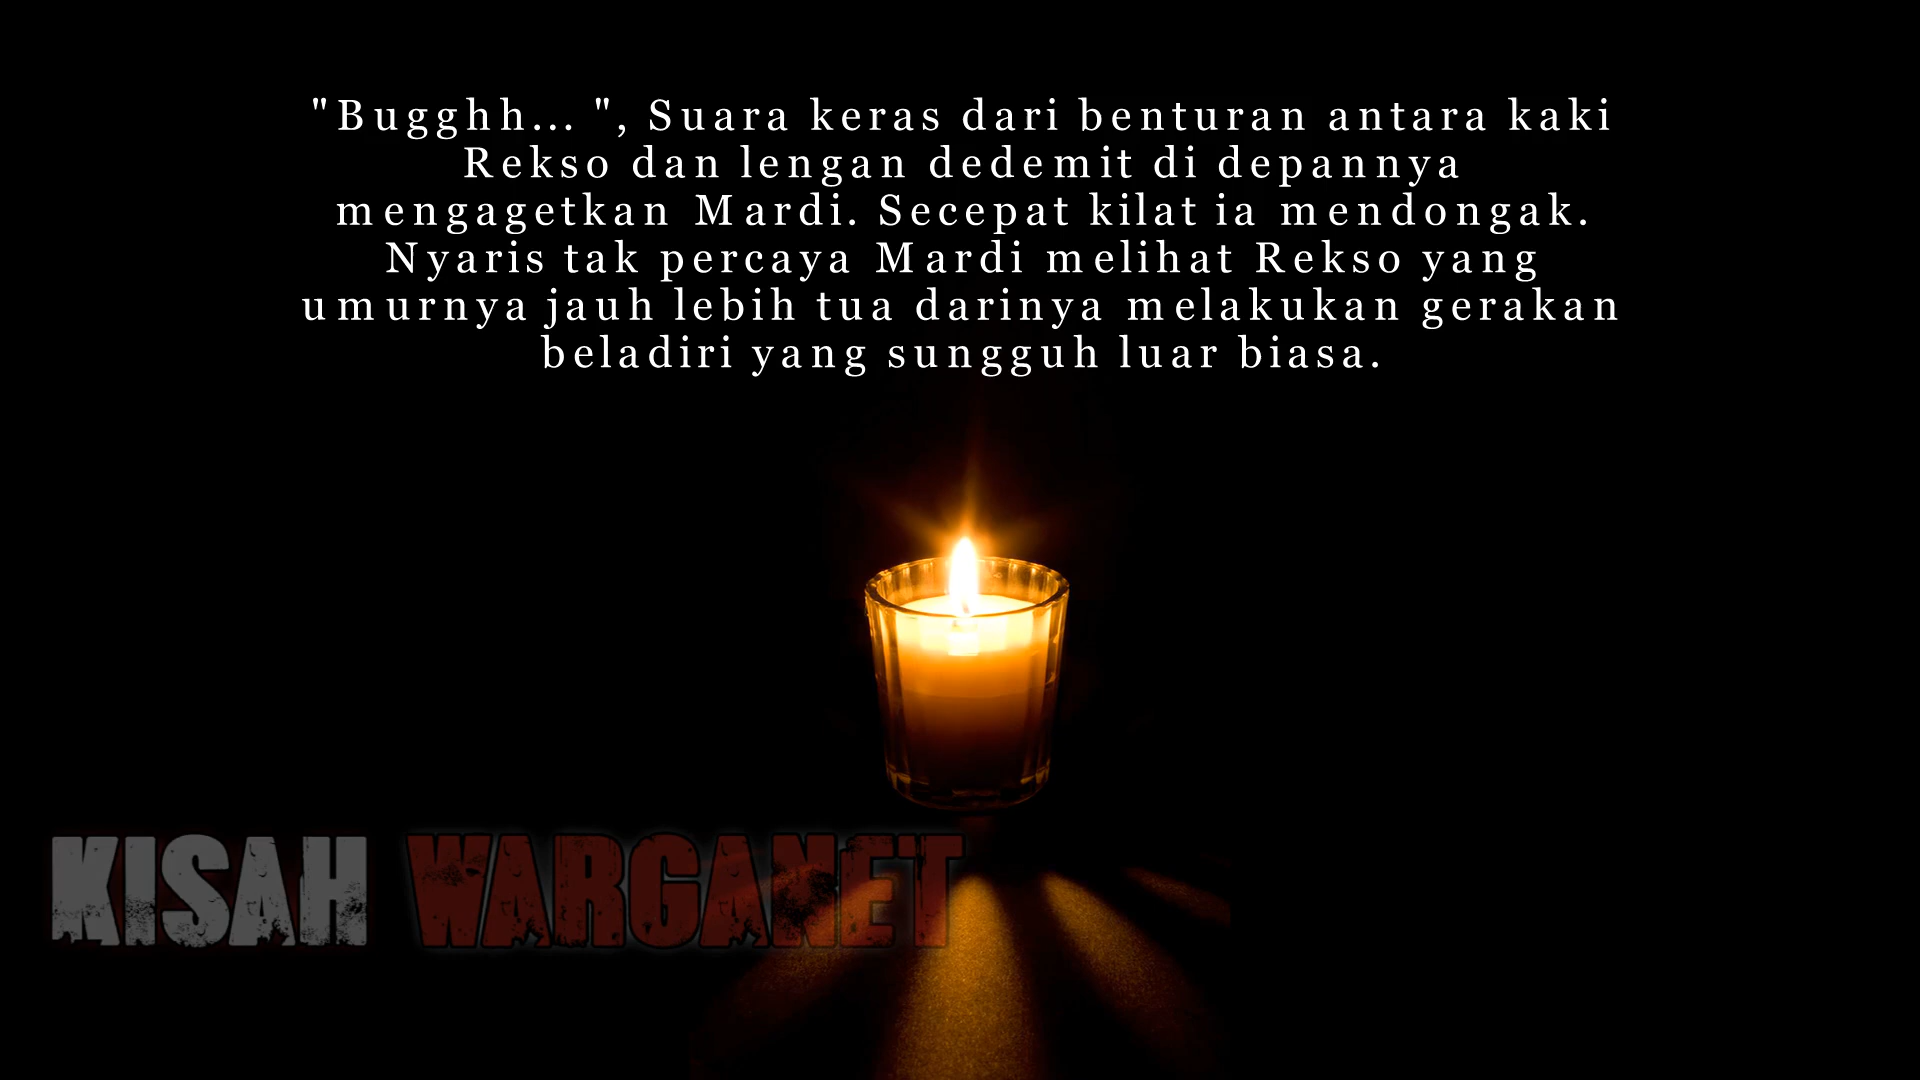 "Bugghh... ", Suara keras dari benturan antara kaki
Rekso dan lengan dedemit di depannya
mengagetkan Mardi. Secepat kilat ia mendongak.
Nyaris tak percaya Mardi melihat Rekso yang
umurnya jauh lebih tua darinya melakukan gerakan
beladiri yang sungguh luar biasa.
KISAH WARGANET